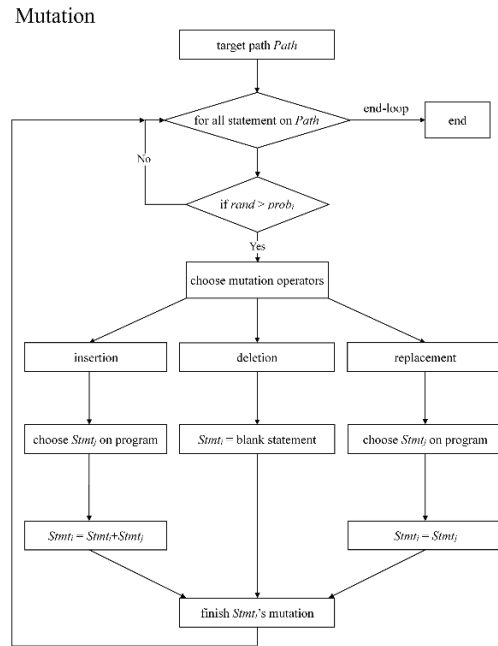 Mutation
target path Path
for all statement on Path
end-loop
end
No
if rand > probᵢ
Yes
choose mutation operators
insertion
deletion
replacement
choose Stmtⱼ on program
Stmtᵢ = blank statement
choose Stmtⱼ on program
Stmtᵢ = Stmtᵢ+Stmtⱼ
Stmtᵢ = Stmtⱼ
finish Stmtᵢ's mutation